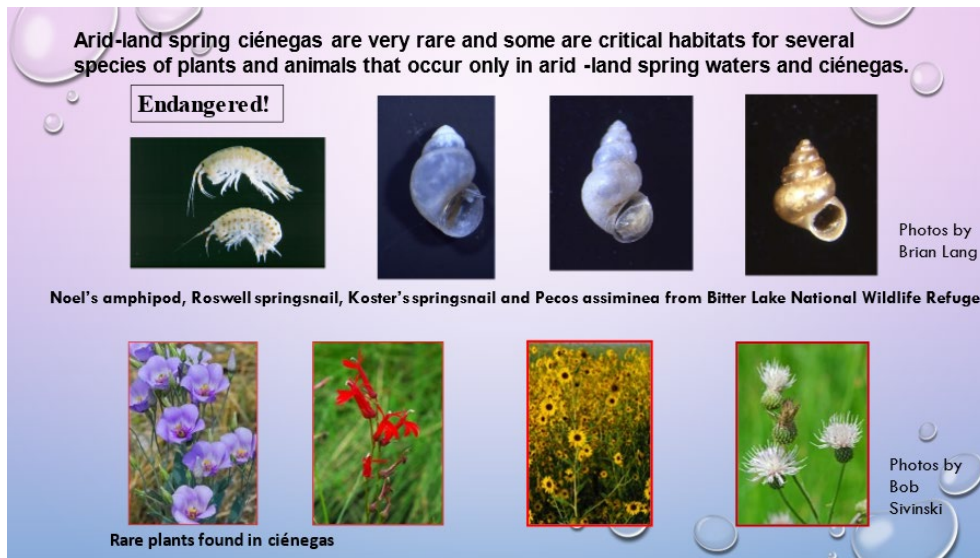 Arid-land spring ciénegas are very rare and some are critical habitats for several
species of plants and animals that occur only in arid -land spring waters and ciénegas.
Endangered!
Photos by
Brian Lang
Noel's amphipod, Roswell springsnail, Koster's springsnail and Pecos assiminea from Bitter Lake National Wildlife Refuge
Photos by
Bob
Sivinski
Rare plants found in ciénegas